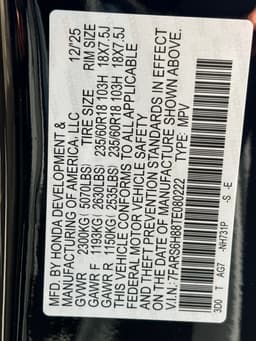 MFD. BY HONDA DEVELOPMENT &
MANUFACTURING OF AMERICA, LLC 12/'25
GVWR 2300KG( 5070LBS) TIRE SIZE RIM SIZE
GAWR F 1193KG( 2630LBS) 235/60R18 103H 18X7.5J
GAWR R 1150KG( 2536LBS) 235/60R18 103H 18X7.5J
THIS VEHICLE CONFORMS TO ALL APPLICABLE
FEDERAL MOTOR VEHICLE SAFETY
AND THEFT PREVENTION STANDARDS IN EFFECT
ON THE DATE OF MANUFACTURE SHOWN ABOVE.
V.I.N.: 7FARS6H88TE080222 TYPE: MPV
3D0 T AG7 -NH731P -S -E